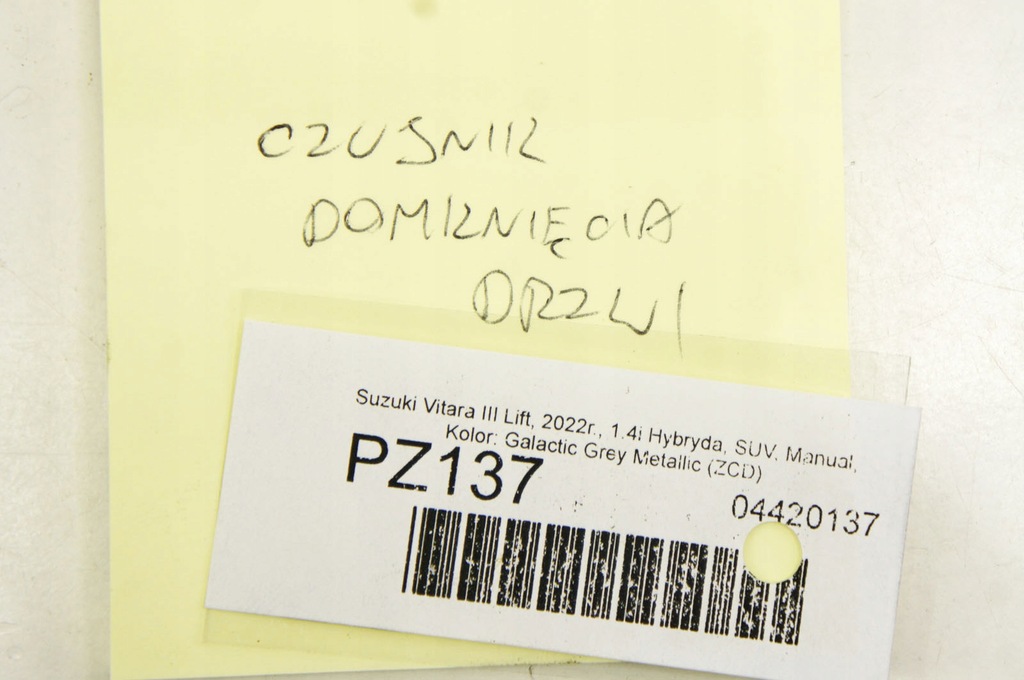 CZUJNIK
DOMKNIĘCIA
DRZWI
Suzuki Vitara III Lift, 2022r., 1.4i Hybryda, SUV, Manual,
Kolor: Galactic Grey Metallic (ZCD)
PZ137
04420137